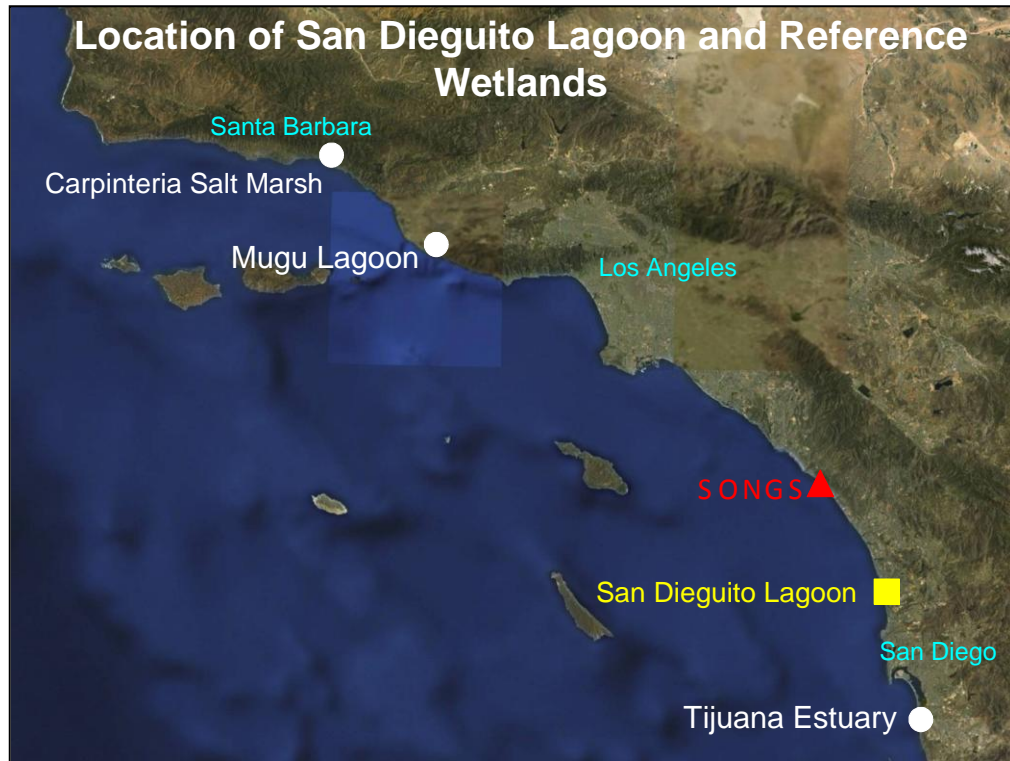 Location of San Dieguito Lagoon and Reference
Wetlands
Santa Barbara
Carpinteria Salt Marsh
Mugu Lagoon
Los Angeles
SONGS
San Dieguito Lagoon
San Diego
Tijuana Estuary